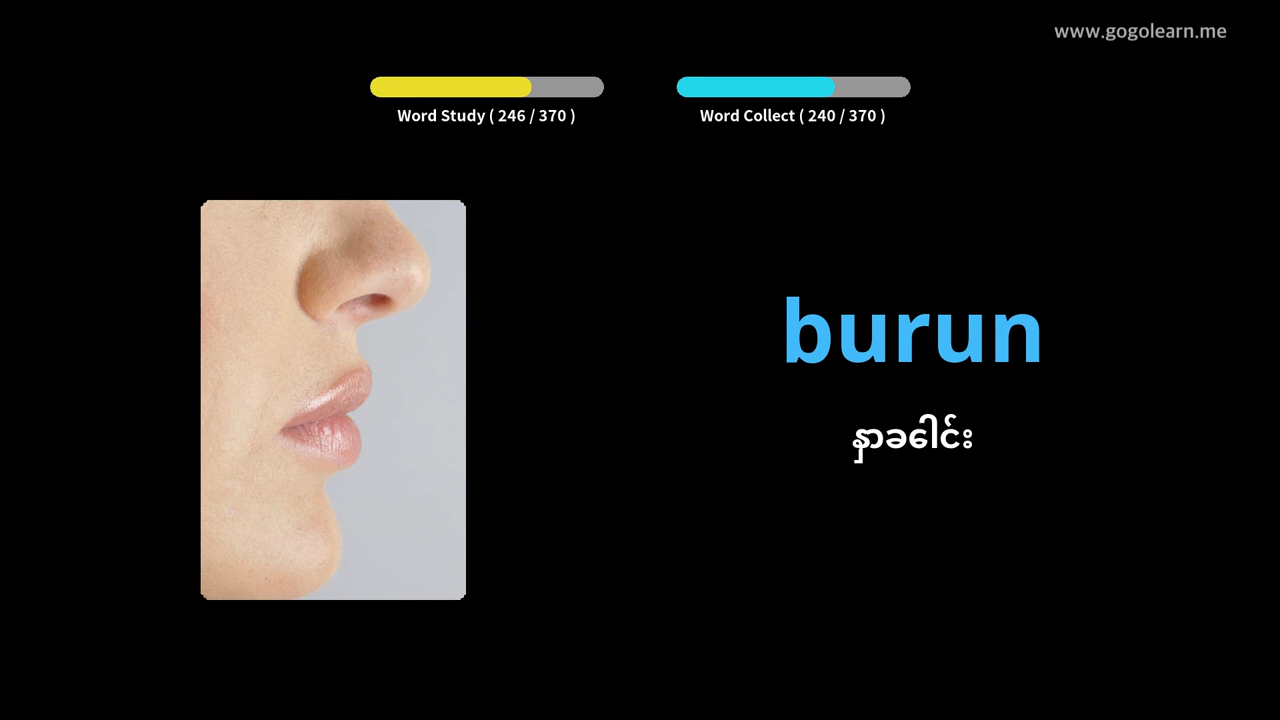 www.gogolearn.me
Word Study ( 246 / 370 )
Word Collect ( 240 / 370 )
burun
နှာခေါင်း